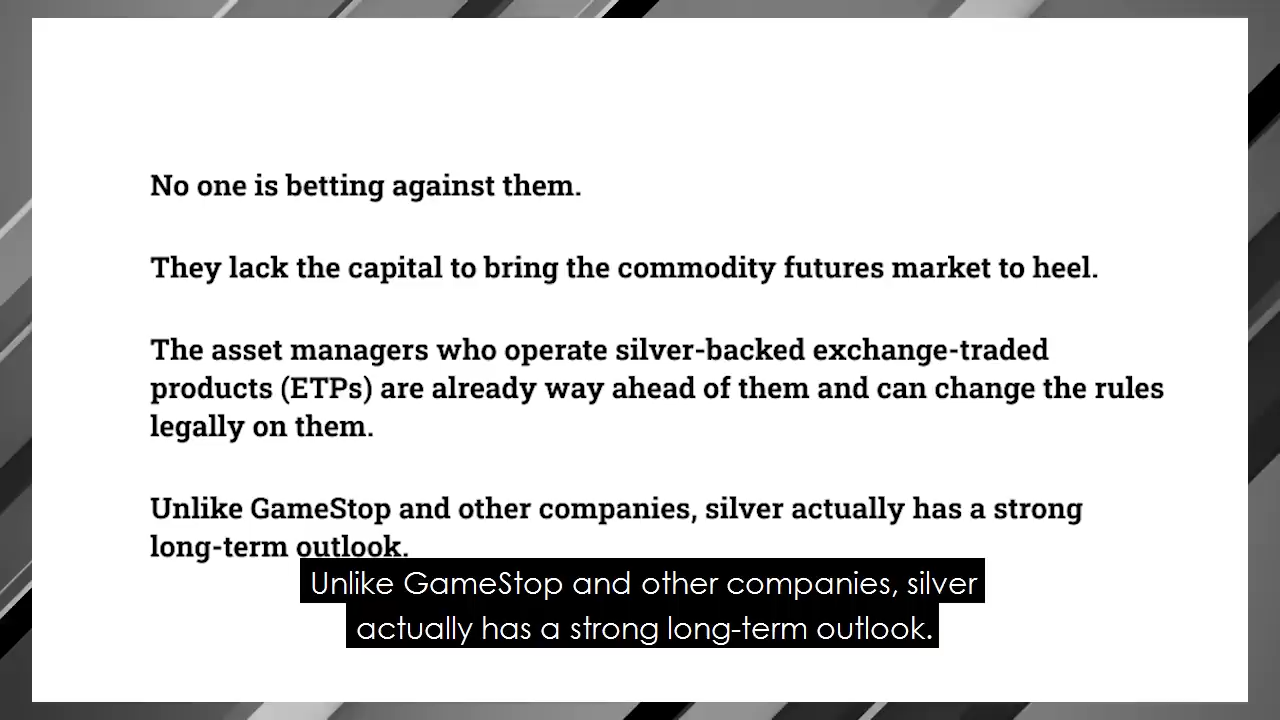 No one is betting against them.
They lack the capital to bring the commodity futures market to heel.
The asset managers who operate silver-backed exchange-traded
products (ETPs) are already way ahead of them and can change the rules
legally on them.
Unlike GameStop and other companies, silver actually has a strong
long-term outlook.
Unlike GameStop and other companies, silver
actually has a strong long-term outlook.